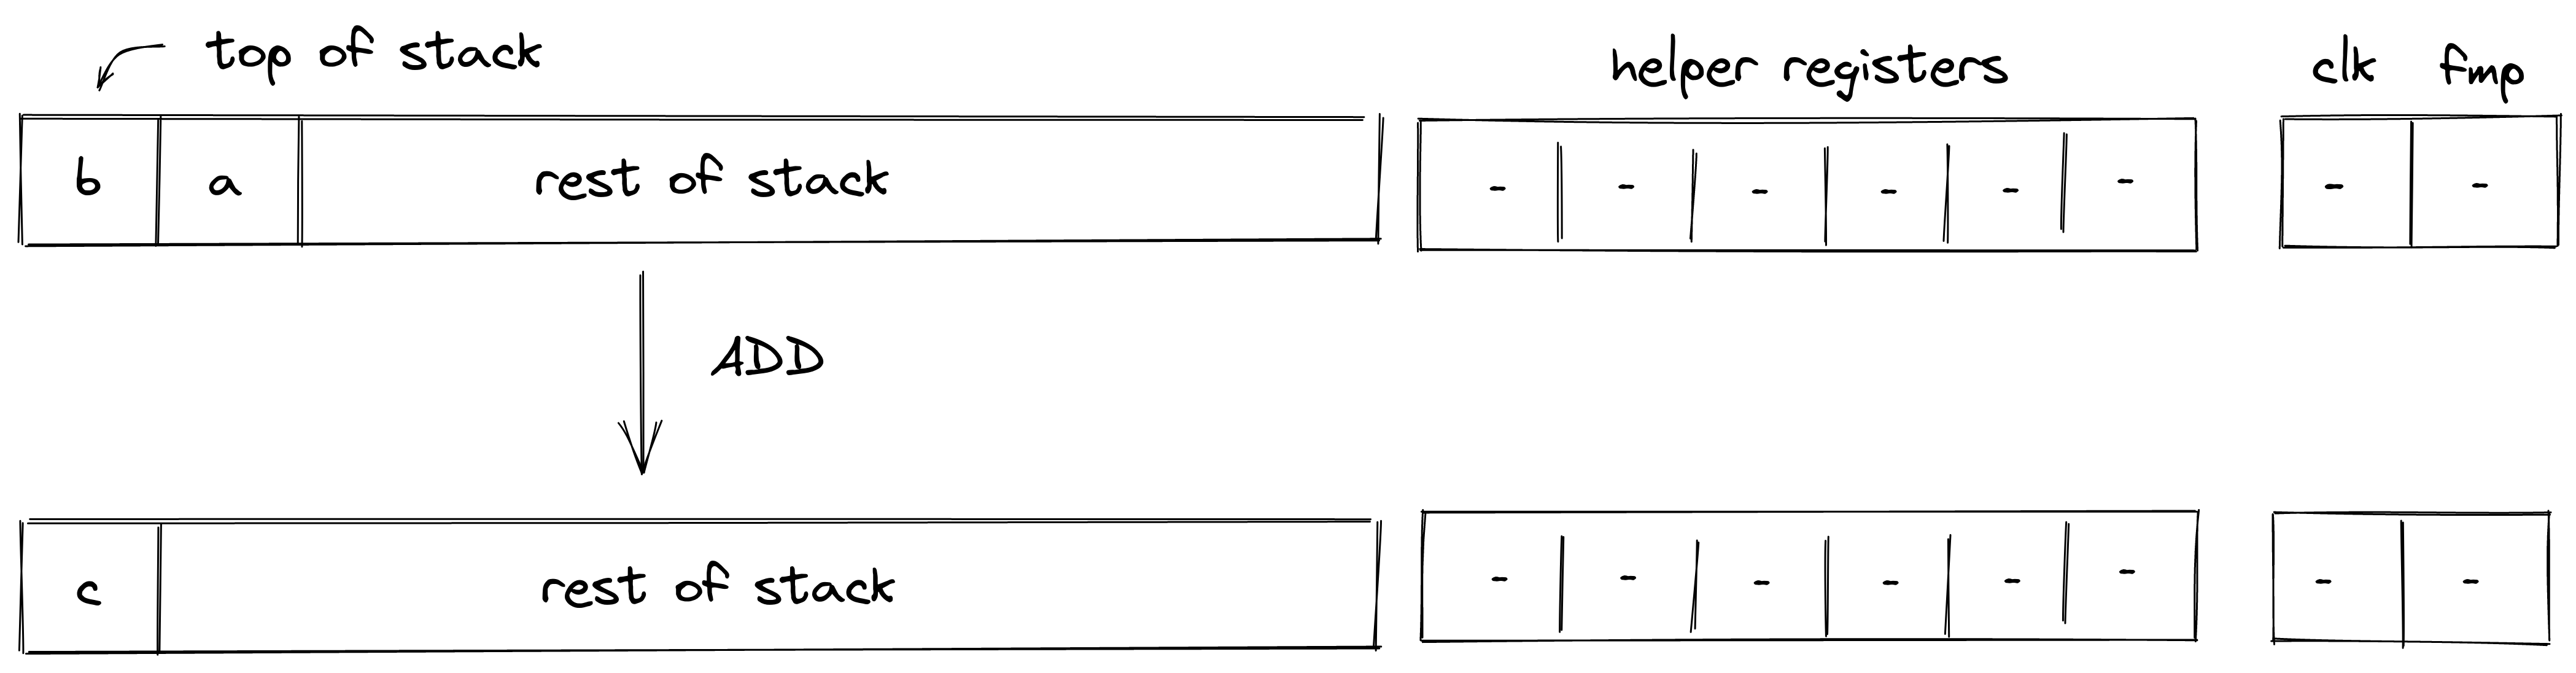 top of stack
helper registers
clk fmp
b a rest of stack - - - - - - - -
ADD
c rest of stack - - - - - - - -